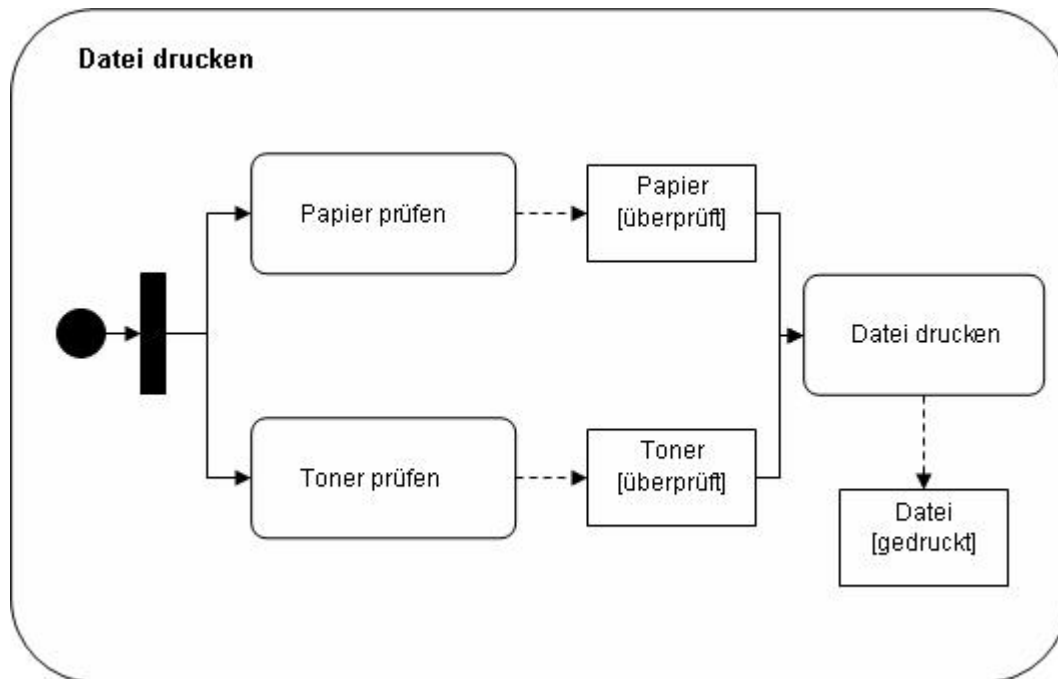 Datei drucken
Papier prüfen
Papier
[überprüft]
Datei drucken
Toner prüfen
Toner
[überprüft]
Datei
[gedruckt]